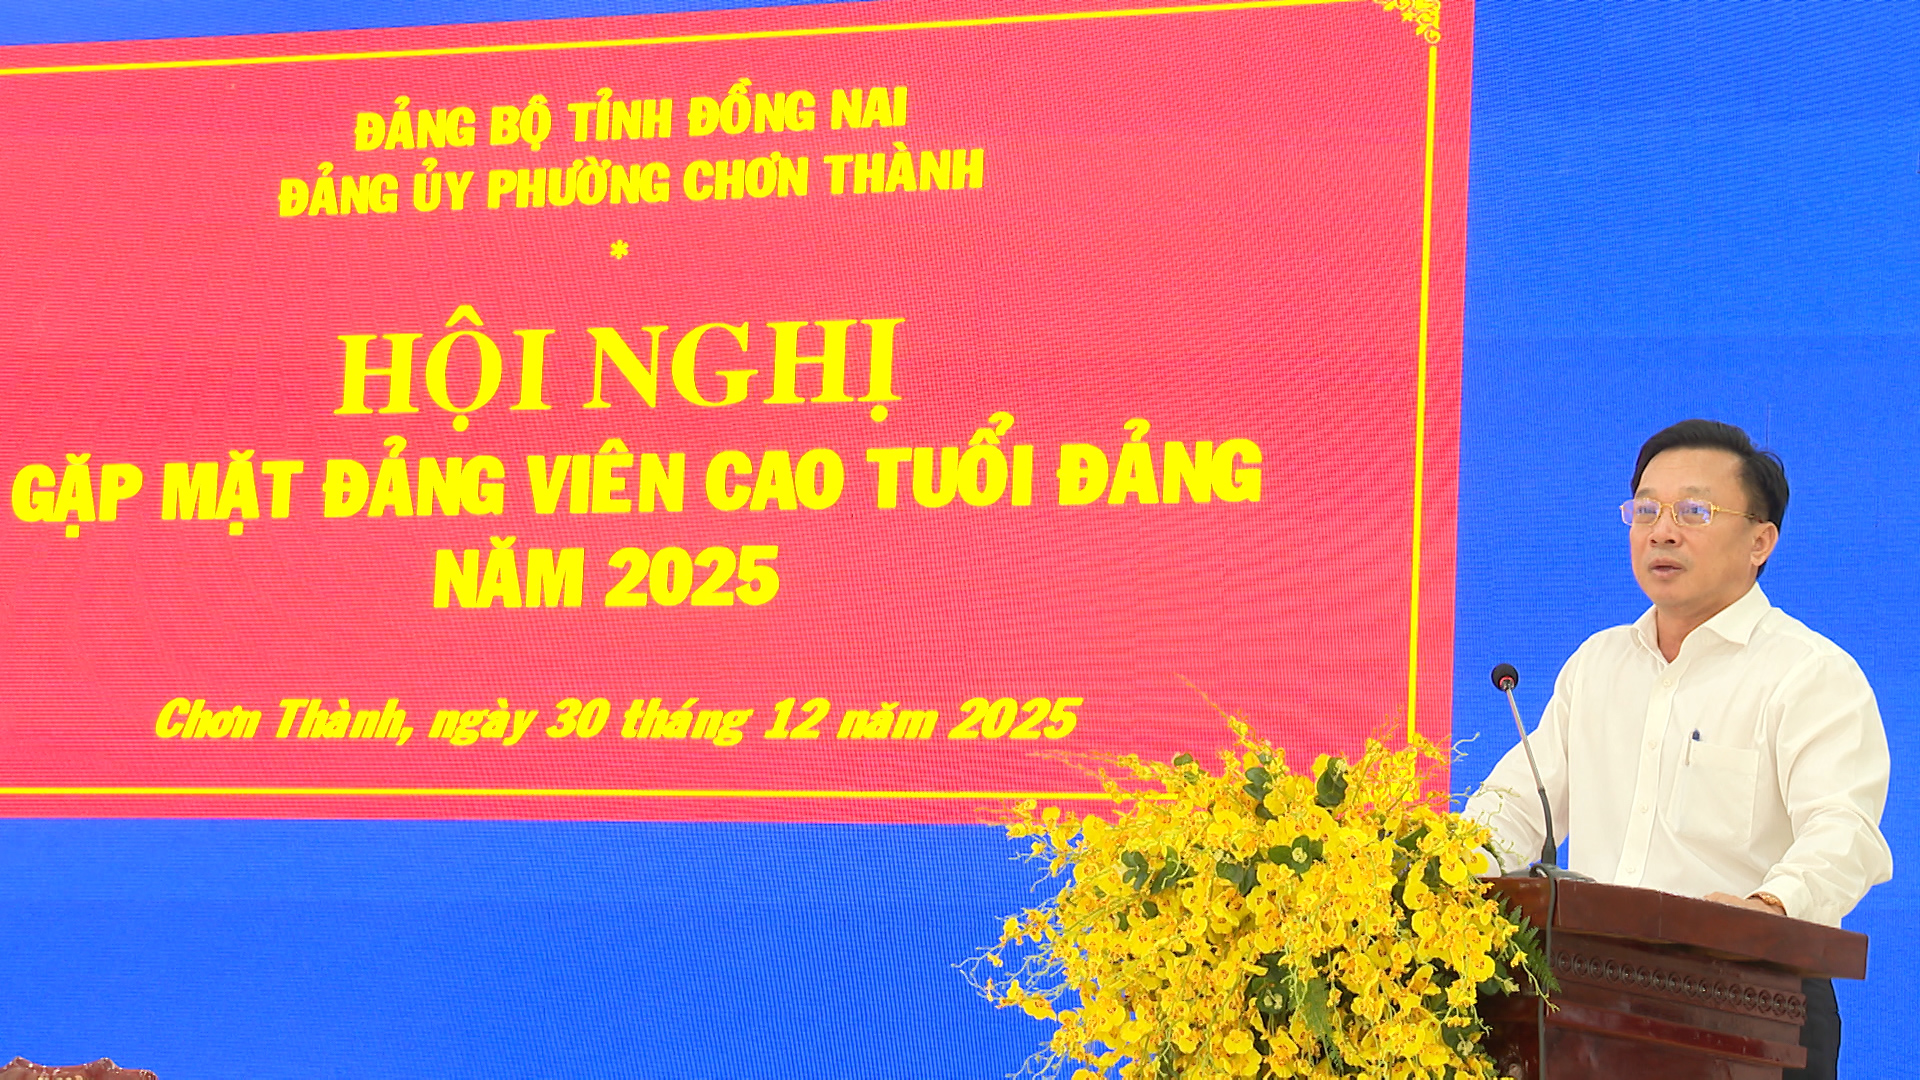 ĐẢNG BỘ TỈNH ĐỒNG NAI
ĐẢNG ỦY PHƯỜNG CHƠN THÀNH
*
HỘI NGHỊ
GẶP MẶT ĐẢNG VIÊN CAO TUỔI ĐẢNG
NĂM 2025
Chơn Thành, ngày 30 tháng 12 năm 2025